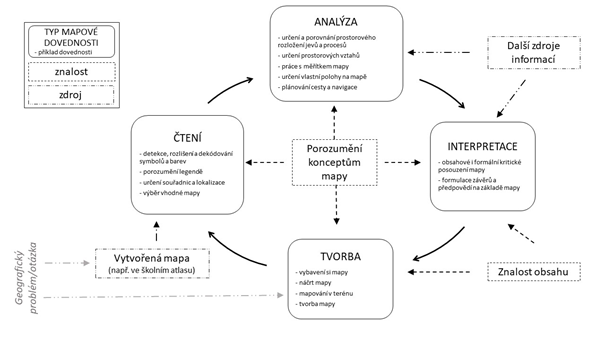 TYP MAPOVÉ
DOVEDNOSTI
- příklad dovednosti
znalost
zdroj
ANALÝZA
- určení a porovnání prostorového
rozložení jevů a procesů
- určení prostorových vztahů
- práce s měřítkem mapy
- určení vlastní polohy na mapě
- plánování cesty a navigace
Další zdroje
informací
ČTENÍ
- detekce, rozlišení a dekódování
symbolů a barev
- porozumění legendě
- určení souřadnic a lokalizace
- výběr vhodné mapy
Porozumění
konceptům
mapy
INTERPRETACE
- obsahové i formální kritické
posouzení mapy
- formulace závěrů a
předpovědí na základě mapy
Geografický
problém/otázka
Vytvořená mapa
(např. ve školním atlasu)
TVORBA
- vybavení si mapy
- náčrt mapy
- mapování v terénu
- tvorba mapy
Znalost obsahu